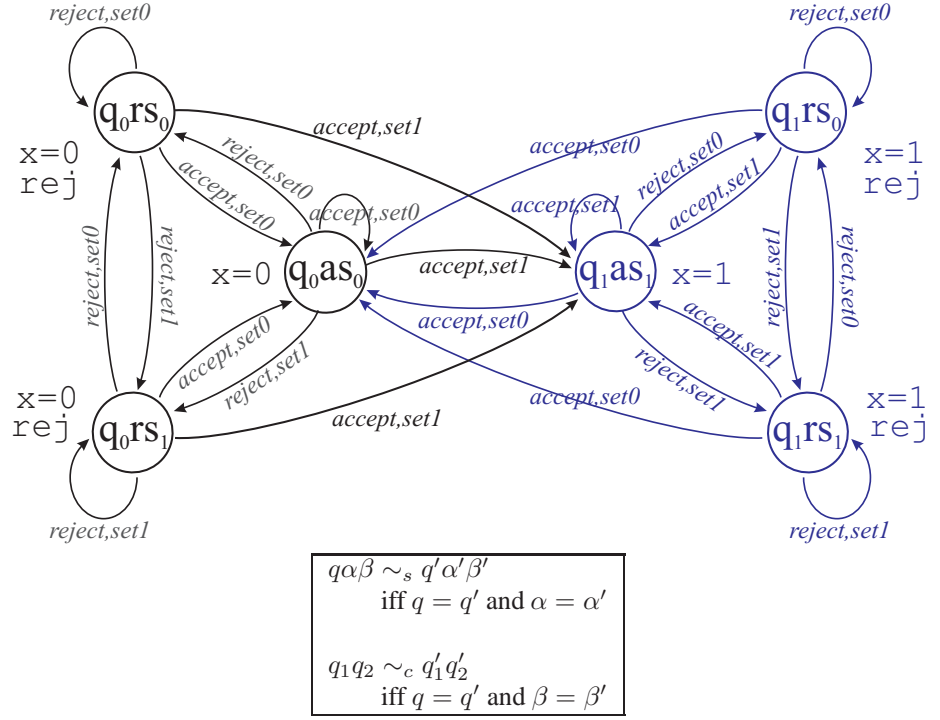 reject,set0
reject,set0
q₀rs₀
q₁rs₀
accept,set1
accept,set0
x=0
rej
x=1
rej
reject,set0
accept,set0
reject,set0
accept,set1
accept,set0
accept,set1
reject,set0
reject,set1
reject,set1
reject,set0
x=0
q₀as₀
accept,set1
q₁as₁
x=1
accept,set0
accept,set0
reject,set1
accept,set1
reject,set1
x=0
rej
x=1
rej
accept,set1
accept,set0
q₀rs₁
q₁rs₁
reject,set1
reject,set1
qαβ ∼ₛ q′α′β′
iff q = q′ and α = α′
q₁q₂ ∼c q′₁q′₂
iff q = q′ and β = β′